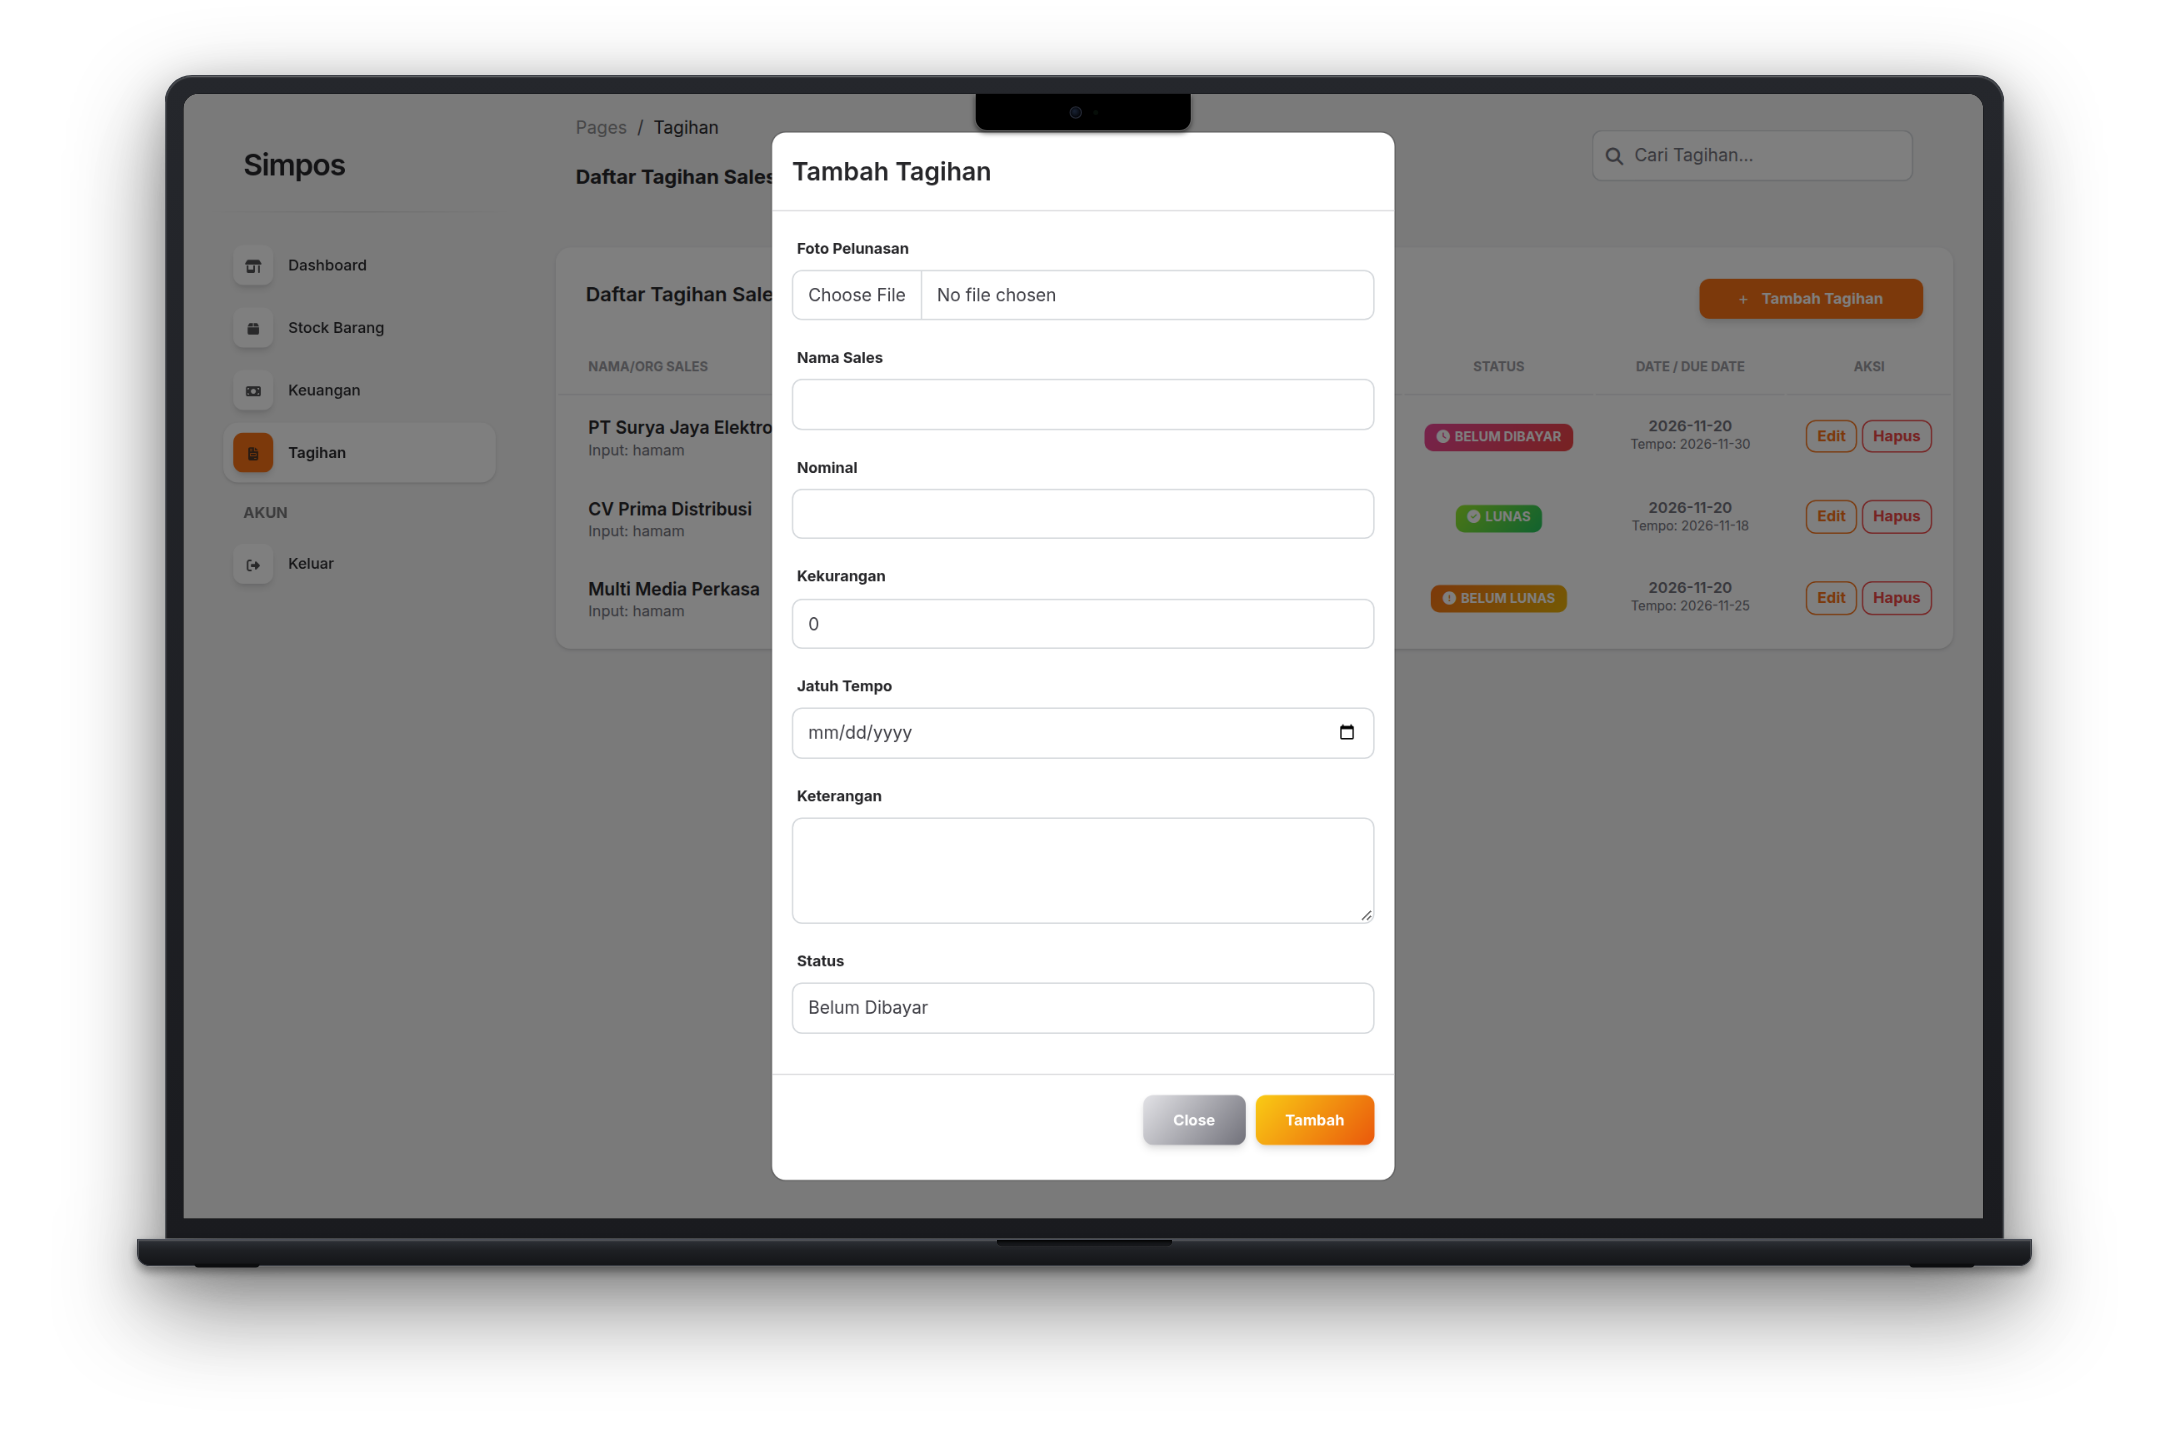 Simpos
Dashboard
Stock Barang
Keuangan
Tagihan
AKUN
Keluar
Pages / Tagihan
Daftar Tagihan Sales
Cari Tagihan...
Daftar Tagihan Sale
+ Tambah Tagihan
NAMA/ORG SALES
STATUS
DATE / DUE DATE
AKSI
PT Surya Jaya Elektro
Input: hamam
BELUM DIBAYAR
2026-11-20
Tempo: 2026-11-30
Edit
Hapus
CV Prima Distribusi
Input: hamam
LUNAS
2026-11-20
Tempo: 2026-11-18
Edit
Hapus
Multi Media Perkasa
Input: hamam
BELUM LUNAS
2026-11-20
Tempo: 2026-11-25
Edit
Hapus
Tambah Tagihan
Foto Pelunasan
Choose File
No file chosen
Nama Sales
Nominal
Kekurangan
0
Jatuh Tempo
mm/dd/yyyy
Keterangan
Status
Belum Dibayar
Close
Tambah